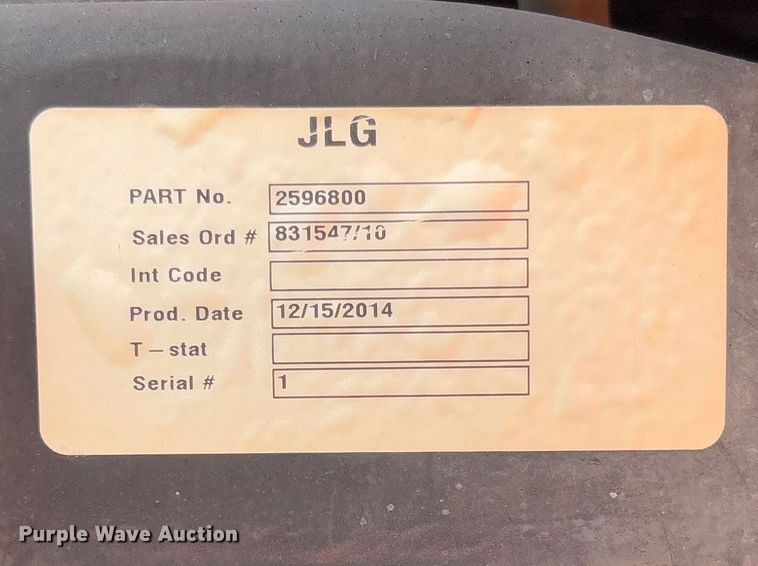 JLG
PART No. 2596800
Sales Ord # 831547/10
Int Code
Prod. Date 12/15/2014
T-stat
Serial # 1
Purple Wave Auction